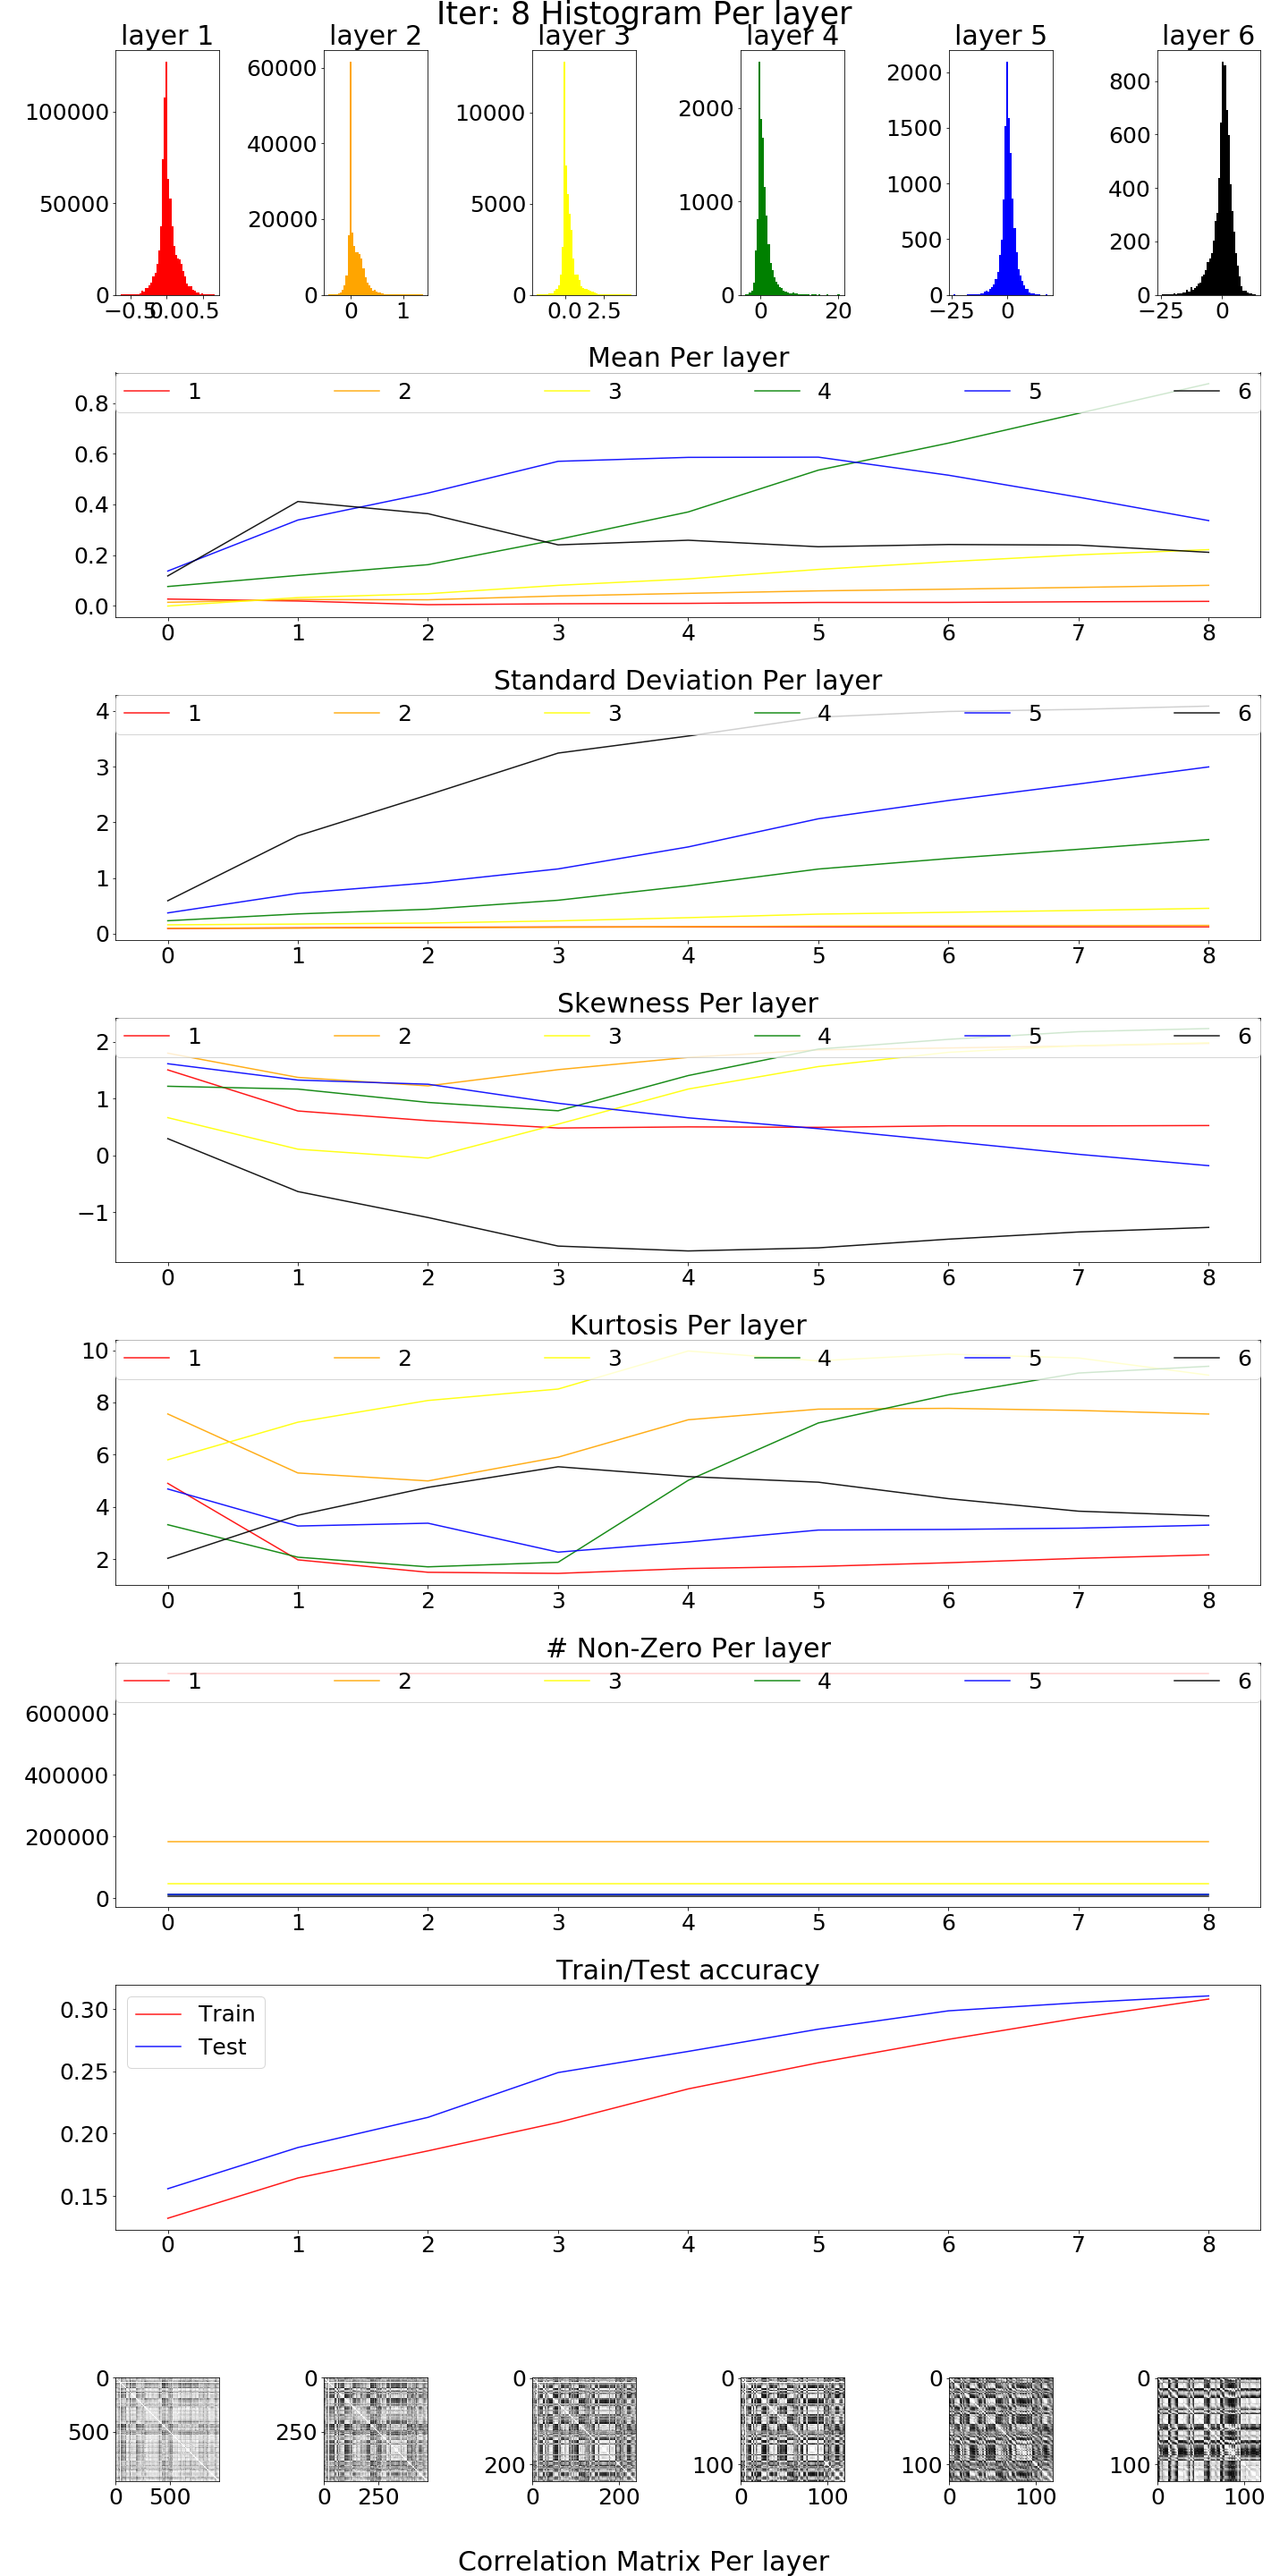 Iter: 8 Histogram Per layer
layer 1 layer 2 layer 3 layer 4 layer 5 layer 6
100000 50000 0
−0.5 0.0 0.5
60000 40000 20000 0
0 1
10000 5000 0
0.0 2.5
2000 1000 0
0 20
2000 1500 1000 500 0
−25 0
800 600 400 200 0
−25 0
Mean Per layer
1 2 3 4 5 6
0.8
0.6
0.4
0.2
0.0
0 1 2 3 4 5 6 7 8
Standard Deviation Per layer
1 2 3 4 5 6
4
3
2
1
0
0 1 2 3 4 5 6 7 8
Skewness Per layer
1 2 3 4 5 6
2
1
0
−1
0 1 2 3 4 5 6 7 8
Kurtosis Per layer
1 2 3 4 5 6
10
8
6
4
2
0 1 2 3 4 5 6 7 8
# Non-Zero Per layer
1 2 3 4 5 6
600000
400000
200000
0
0 1 2 3 4 5 6 7 8
Train/Test accuracy
Train
Test
0.30
0.25
0.20
0.15
0 1 2 3 4 5 6 7 8
0 0 0 0 0 0
500 250 200 100 100 100
0 500 0 250 0 200 0 100 0 100 0 100
Correlation Matrix Per layer